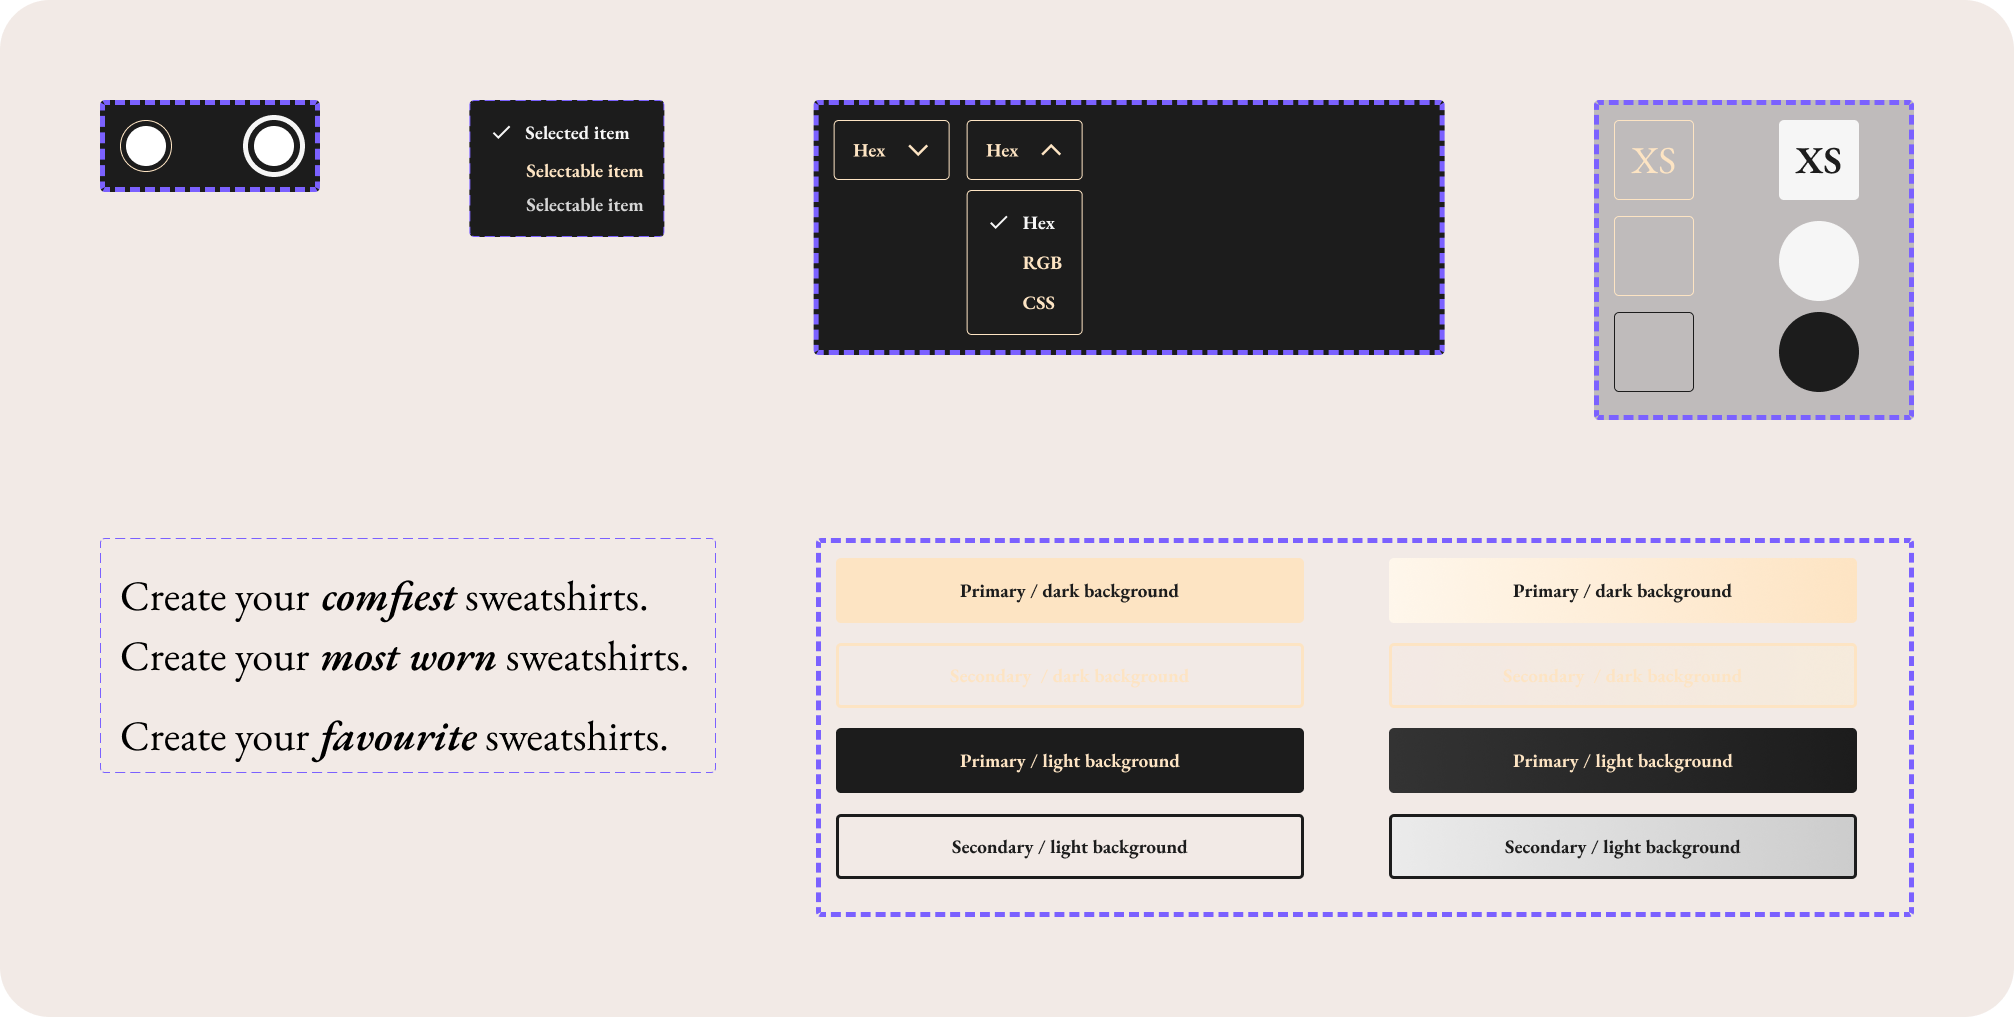 Selected item
Selectable item
Selectable item
Hex
Hex
Hex
RGB
CSS
XS
XS
Create your comfiest sweatshirts.
Create your most worn sweatshirts.
Create your favourite sweatshirts.
Primary / dark background
Primary / dark background
Secondary / dark background
Secondary / dark background
Primary / light background
Primary / light background
Secondary / light background
Secondary / light background